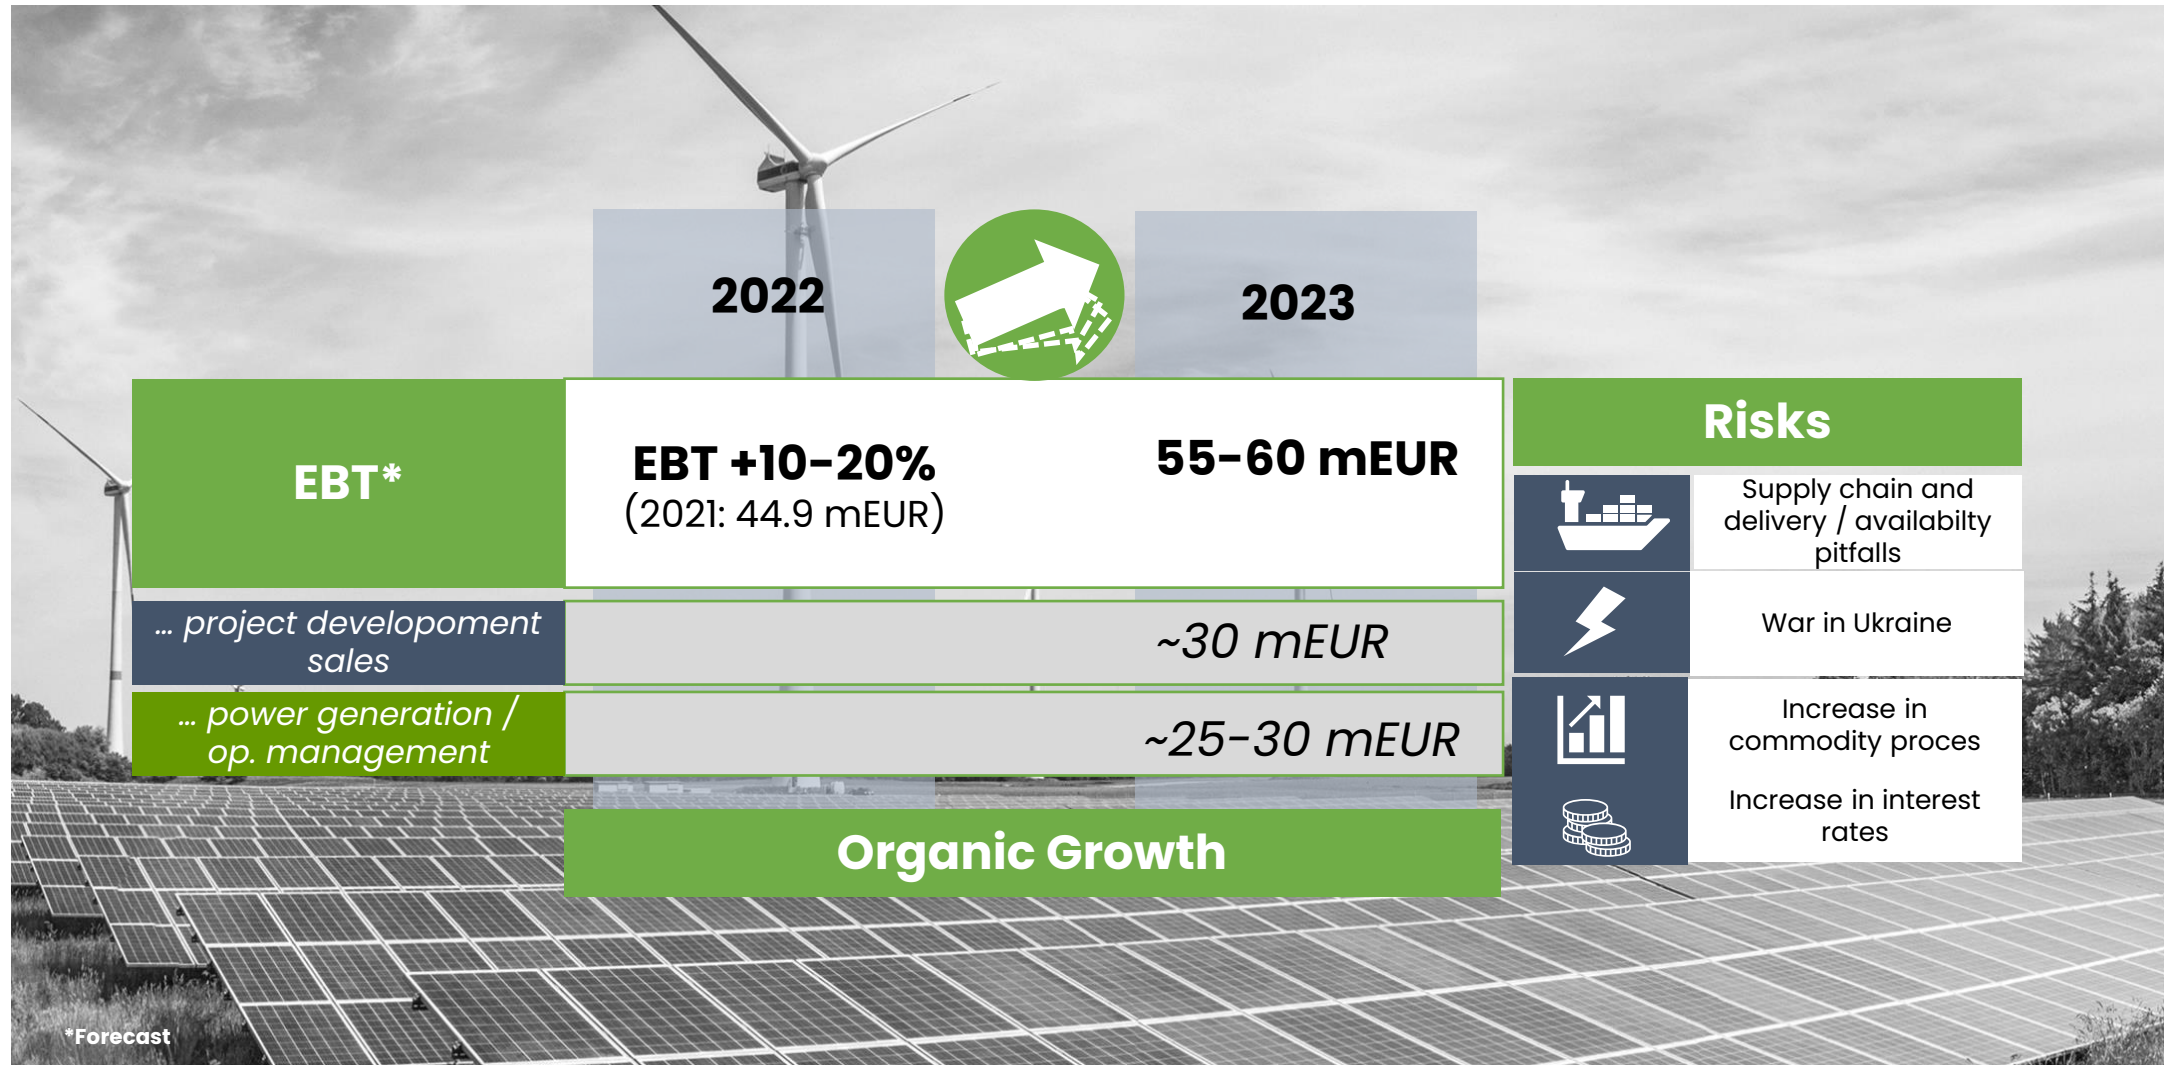 2022
2023
EBT*
EBT +10-20%
(2021: 44.9 mEUR)
55-60 mEUR
... project developoment
sales
~30 mEUR
... power generation /
op. management
~25-30 mEUR
Organic Growth
Risks
Supply chain and
delivery / availabilty
pitfalls
War in Ukraine
Increase in
commodity proces
Increase in interest
rates
*Forecast